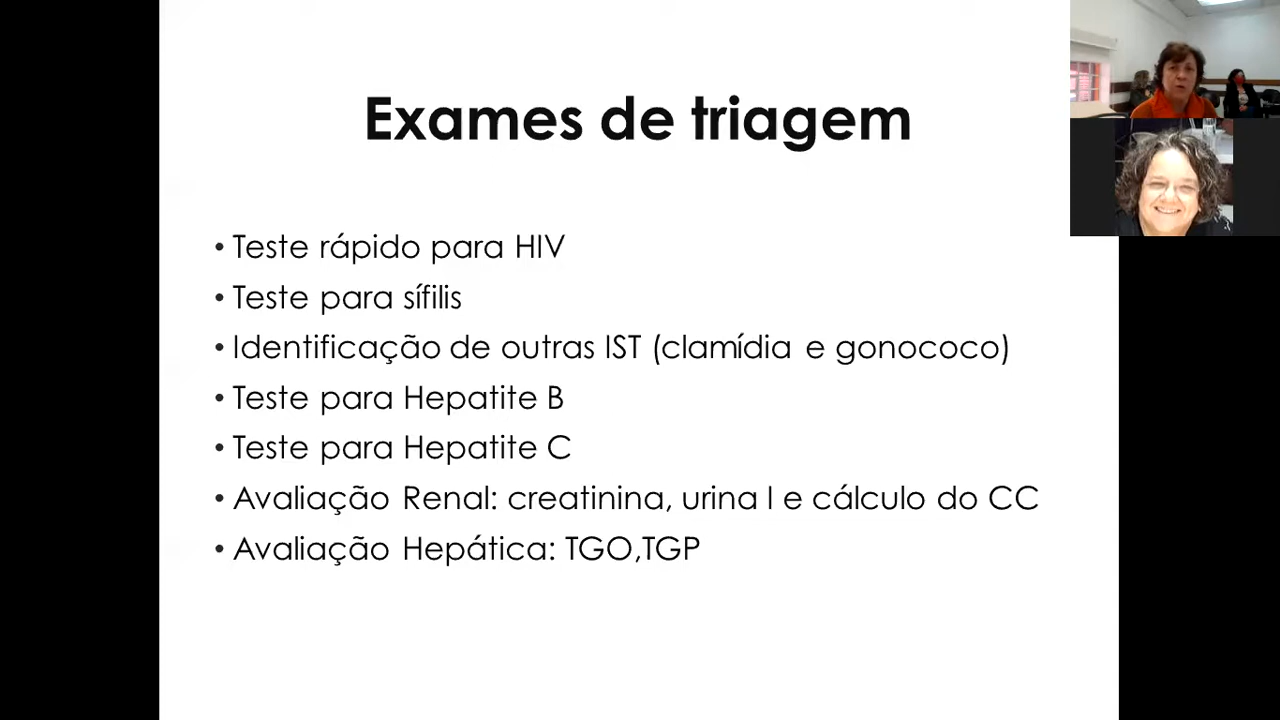 Exames de triagem
• Teste rápido para HIV
• Teste para sífilis
• Identificação de outras IST (clamídia e gonococo)
• Teste para Hepatite B
• Teste para Hepatite C
• Avaliação Renal: creatinina, urina I e cálculo do CC
• Avaliação Hepática: TGO,TGP